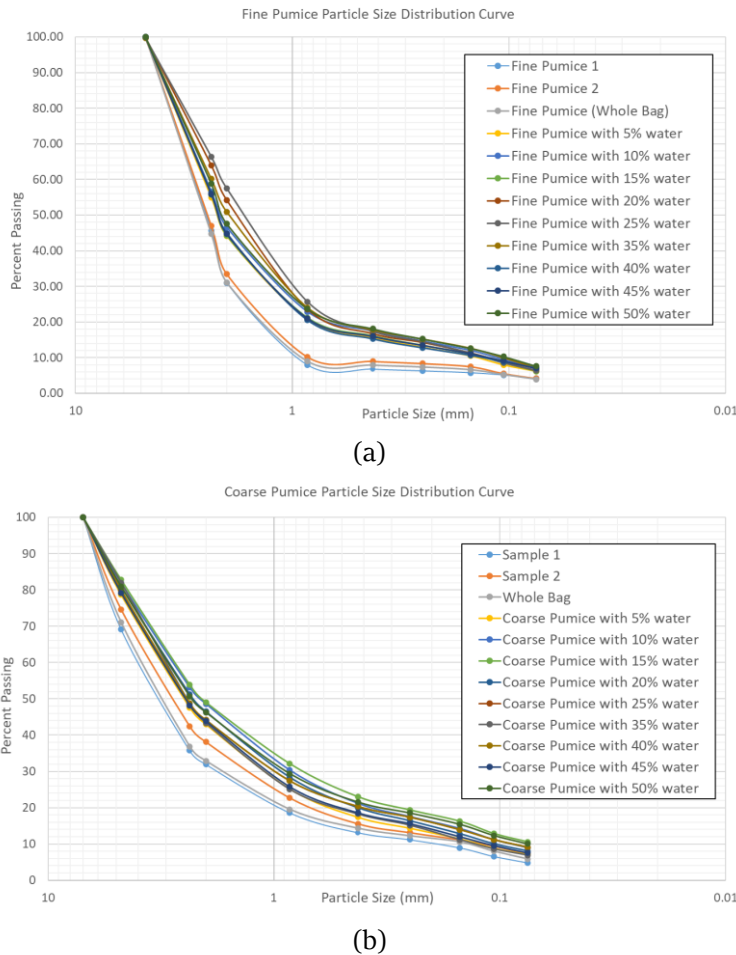 Fine Pumice Particle Size Distribution Curve
100.00
90.00
80.00
70.00
60.00
50.00
40.00
30.00
20.00
10.00
0.00
Percent Passing
10
1
0.1
0.01
Particle Size (mm)
Fine Pumice 1
Fine Pumice 2
Fine Pumice (Whole Bag)
Fine Pumice with 5% water
Fine Pumice with 10% water
Fine Pumice with 15% water
Fine Pumice with 20% water
Fine Pumice with 25% water
Fine Pumice with 35% water
Fine Pumice with 40% water
Fine Pumice with 45% water
Fine Pumice with 50% water
(a)
Coarse Pumice Particle Size Distribution Curve
100
90
80
70
60
50
40
30
20
10
0
Percent Passing
10
1
0.1
0.01
Particle Size (mm)
Sample 1
Sample 2
Whole Bag
Coarse Pumice with 5% water
Coarse Pumice with 10% water
Coarse Pumice with 15% water
Coarse Pumice with 20% water
Coarse Pumice with 25% water
Coarse Pumice with 35% water
Coarse Pumice with 40% water
Coarse Pumice with 45% water
Coarse Pumice with 50% water
(b)